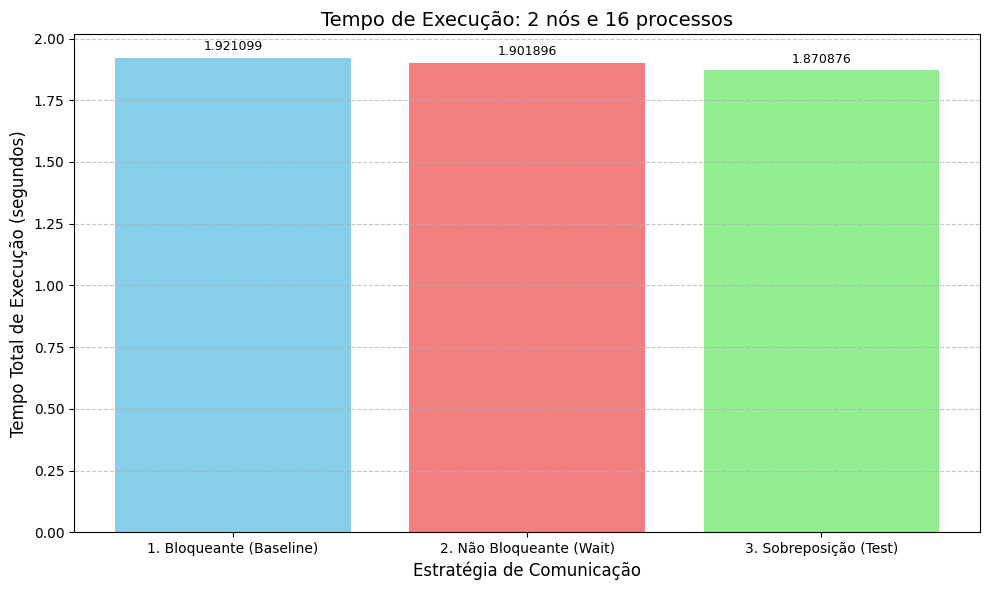 Tempo de Execução: 2 nós e 16 processos
Tempo Total de Execução (segundos)
2.00
1.75
1.50
1.25
1.00
0.75
0.50
0.25
0.00
1.921099
1.901896
1.870876
1. Bloqueante (Baseline)
2. Não Bloqueante (Wait)
3. Sobreposição (Test)
Estratégia de Comunicação